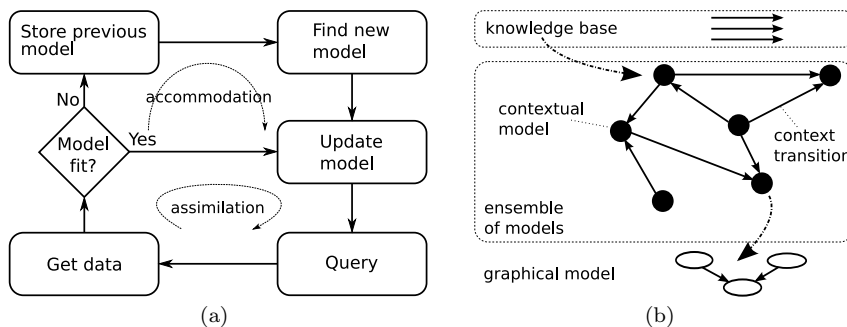 Store previous
model
Find new
model
No
accommodation
Model
fit?
Yes
Update
model
assimilation
Get data
Query
(a)
knowledge base
contextual
model
context
transition
ensemble
of models
graphical model
(b)